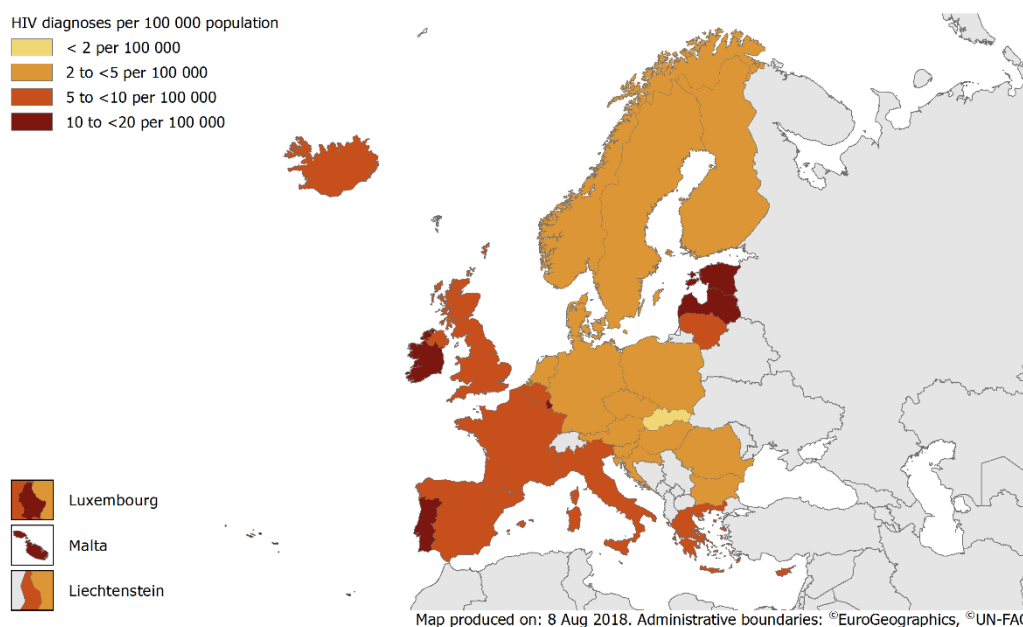 HIV diagnoses per 100 000 population
< 2 per 100 000
2 to <5 per 100 000
5 to <10 per 100 000
10 to <20 per 100 000
Luxembourg
Malta
Liechtenstein
Map produced on: 8 Aug 2018. Administrative boundaries: ©EuroGeographics, ©UN-FAO